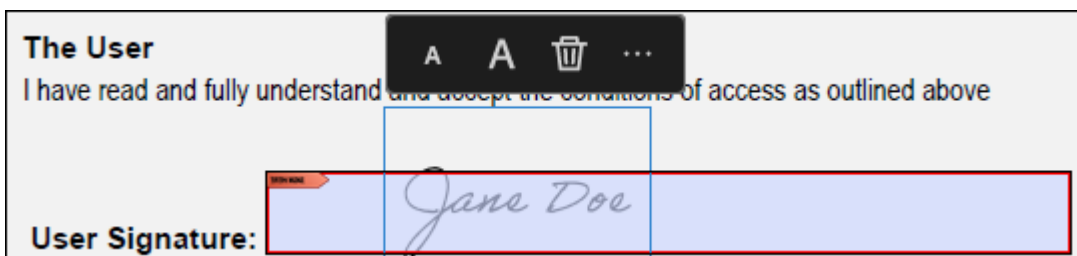 The User
A A ...
I have read and fully understand and accept the conditions of access as outlined above
Jane Doe
User Signature: